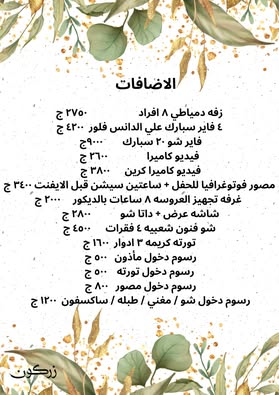 الاضافات
زفه دمياطي ٨ افراد ٢٧٥٠ ج
٤ فاير سبارك علي الدانس فلور ٤٢٠٠ ج
فاير شو ٢٠ سبارك ٩٠٠٠ج
فيديو كاميرا ٢٦٠٠ ج
فيديو كاميرا كرين ٣٨٠٠ ج
مصور فوتوغرافيا للحفل + ساعتين سيشن قبل الايفنت ٣٤٠٠ ج
غرفه تجهيز العروسه ٨ ساعات بالديكور ٢٠٠٠ ج
شاشه عرض + داتا شو ٢٨٠٠ ج
شو فنون شعبيه ٤ فقرات ٤٥٠٠ ج
تورته كريمه ٣ ادوار ١٦٠٠ ج
رسوم دخول مأذون ٥٠٠ ج
رسوم دخول تورته ٥٠٠ ج
رسوم دخول مصور ٨٠٠ ج
رسوم دخول شو / مغني / طبله / ساكسفون ١٢٠٠ ج
زركون